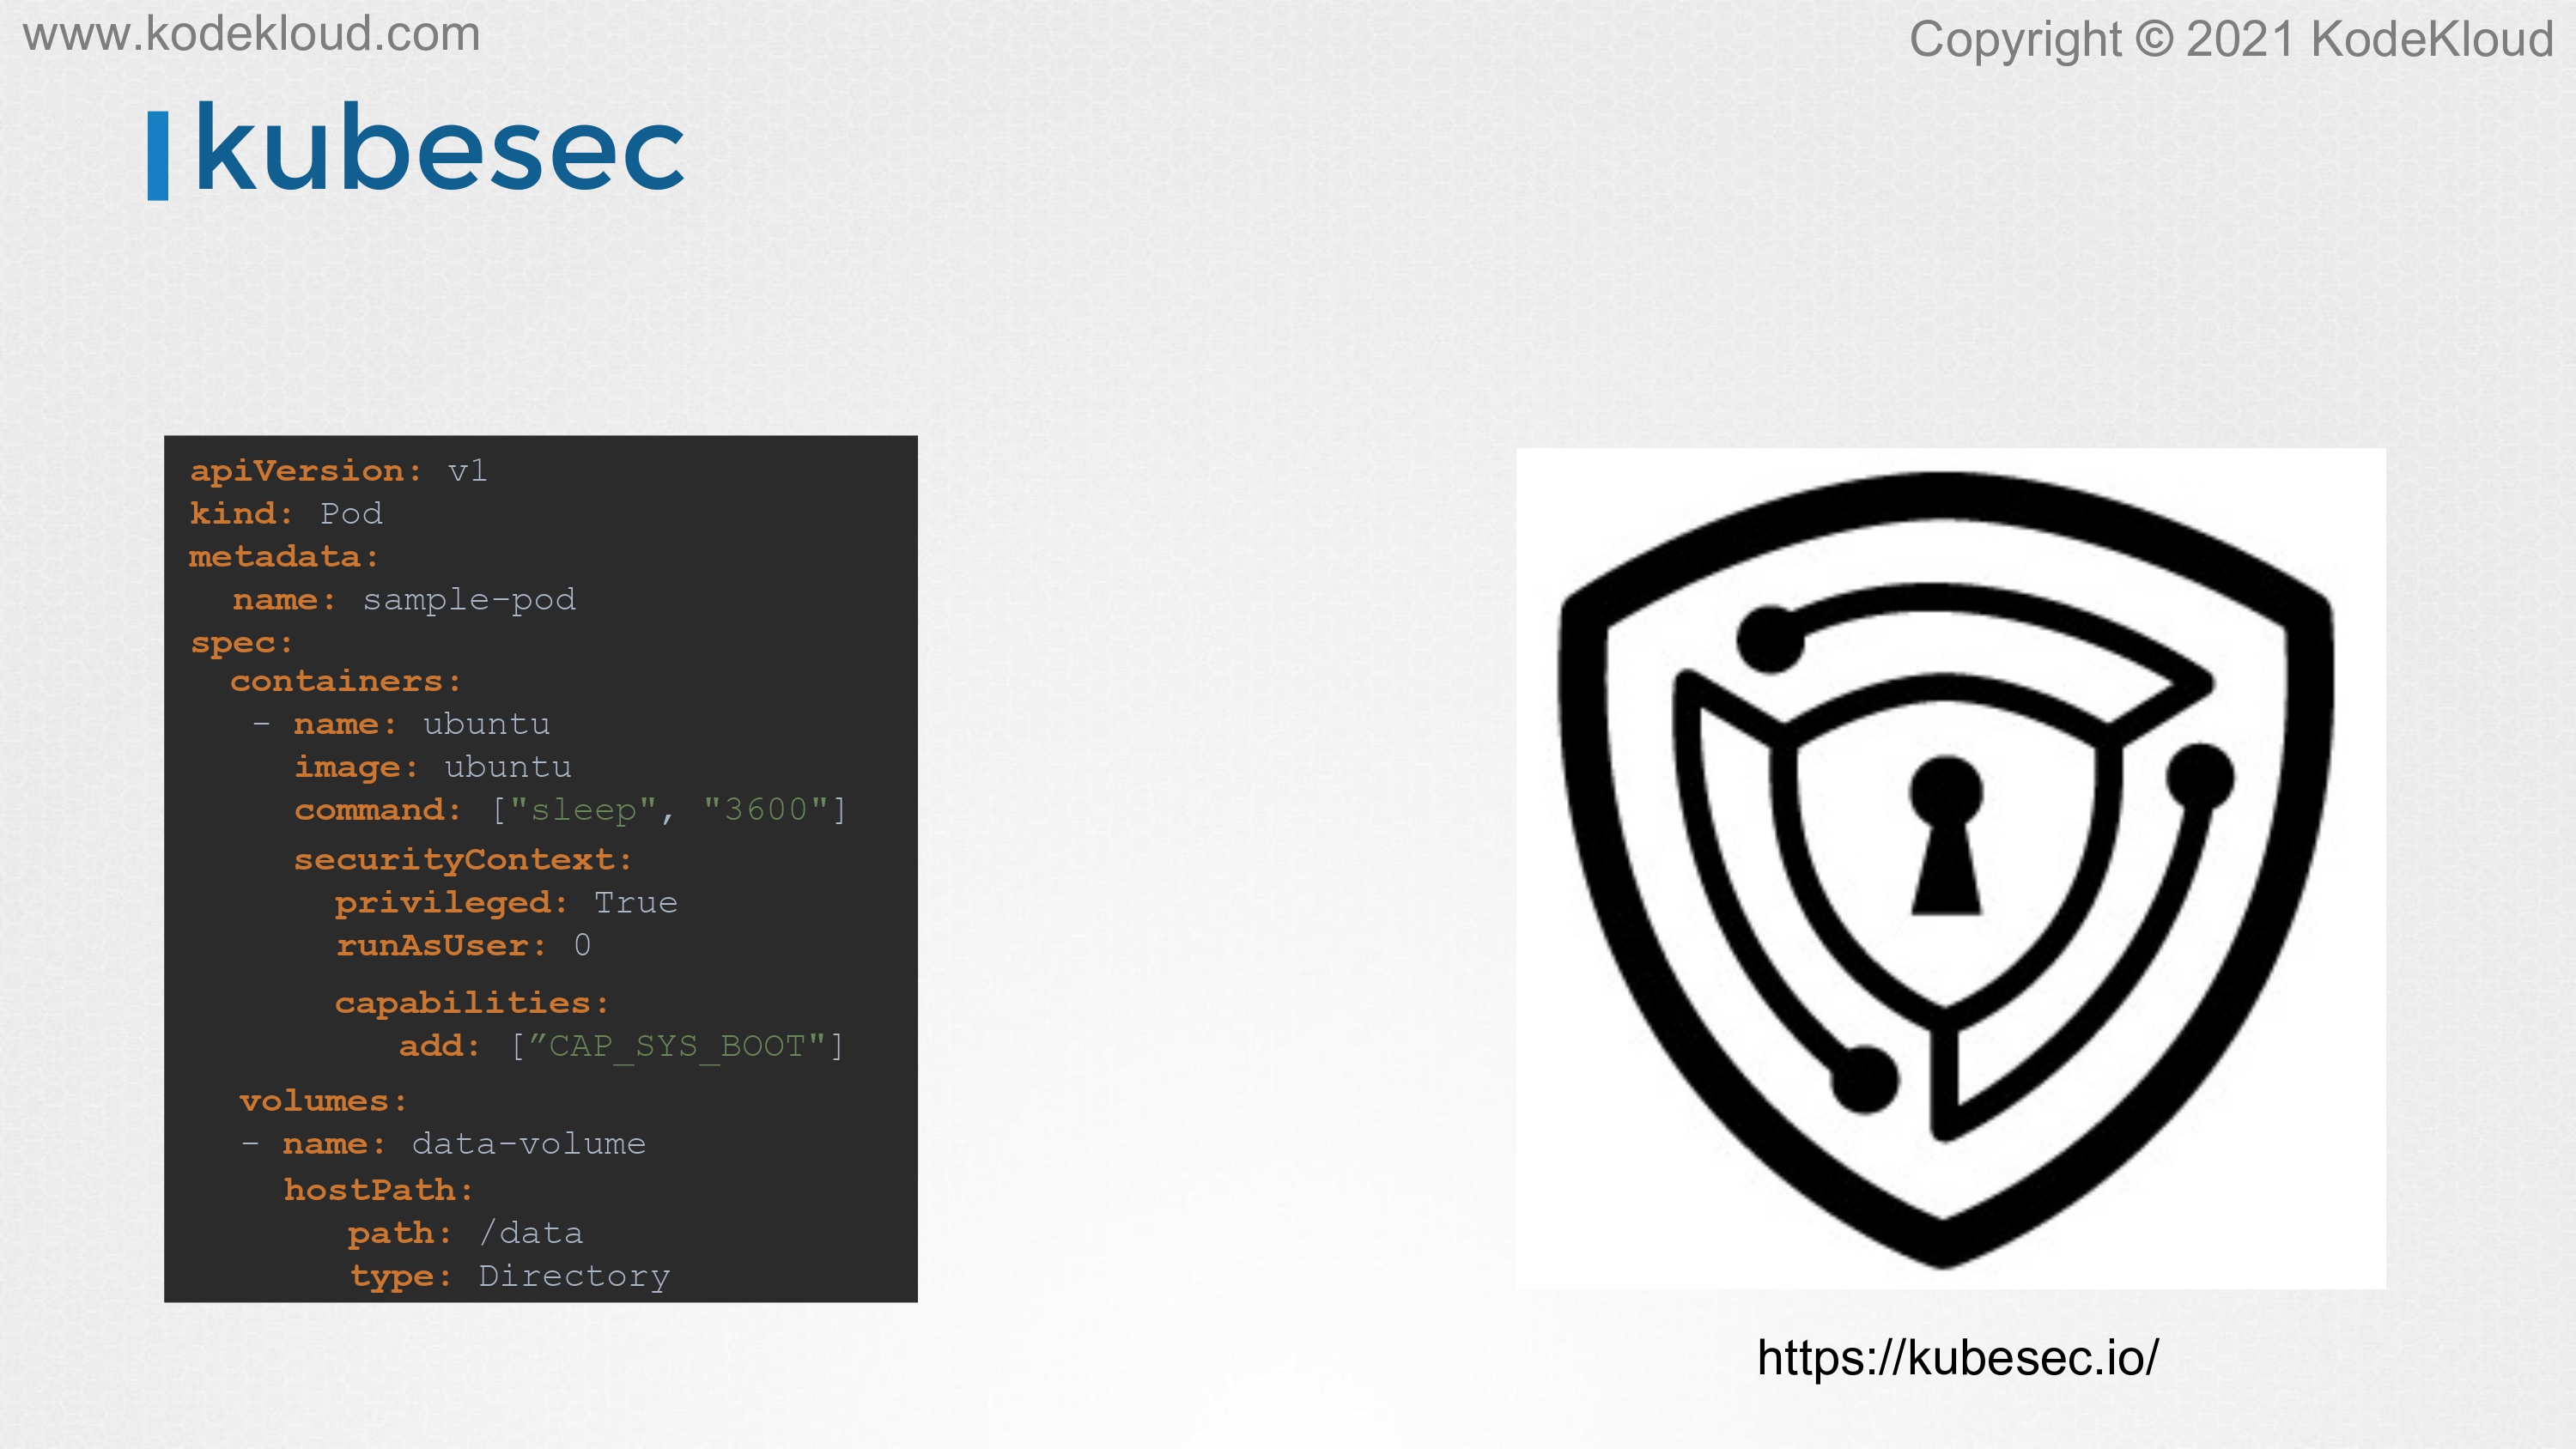 www.kodekloud.com
Copyright © 2021 KodeKloud
kubesec
apiVersion: v1
kind: Pod
metadata:
  name: sample-pod
spec:
  containers:
   - name: ubuntu
     image: ubuntu
     command: ["sleep", "3600"]
     securityContext:
       privileged: True
       runAsUser: 0
       capabilities:
          add: [”CAP_SYS_BOOT"]
  volumes:
  - name: data-volume
    hostPath:
       path: /data
       type: Directory
https://kubesec.io/